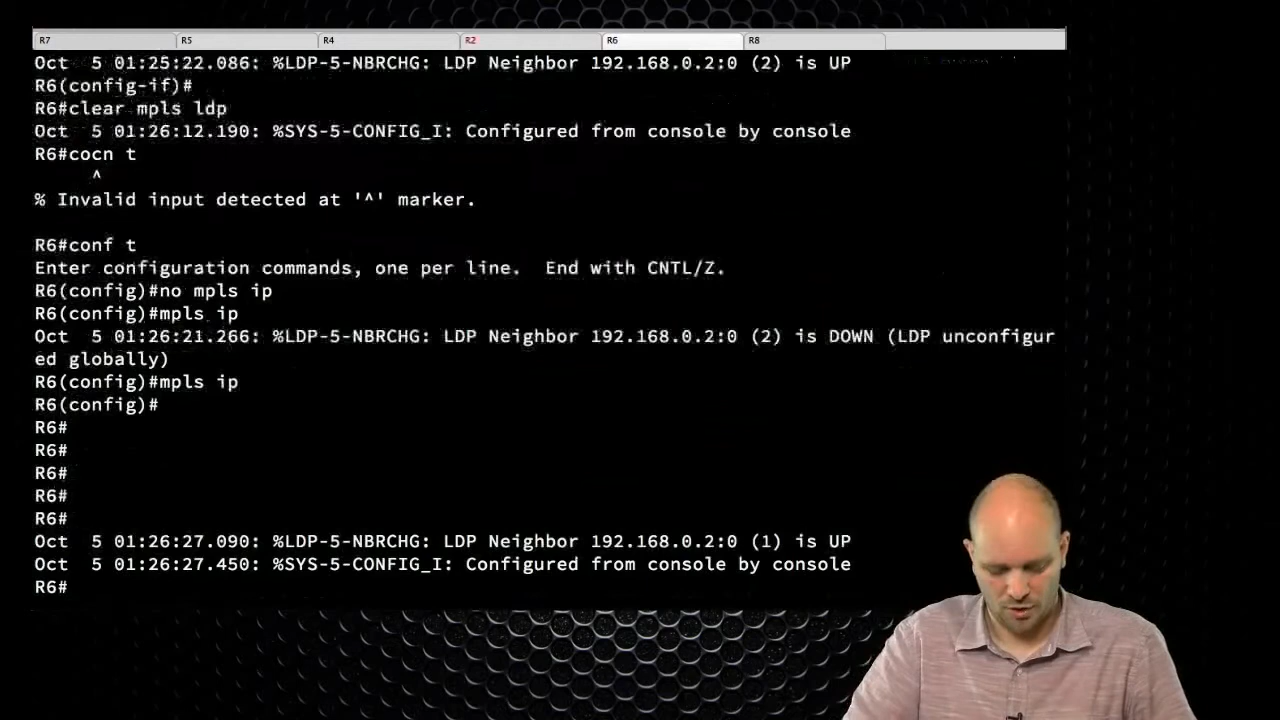 R7 R5 R4 R2 R6 R8
Oct  5 01:25:22.086: %LDP-5-NBRCHG: LDP Neighbor 192.168.0.2:0 (2) is UP
R6(config-if)#
R6#clear mpls ldp
Oct  5 01:26:12.190: %SYS-5-CONFIG_I: Configured from console by console
R6#cocn t
^
% Invalid input detected at '^' marker.
R6#conf t
Enter configuration commands, one per line.  End with CNTL/Z.
R6(config)#no mpls ip
R6(config)#mpls ip
Oct  5 01:26:21.266: %LDP-5-NBRCHG: LDP Neighbor 192.168.0.2:0 (2) is DOWN (LDP unconfigur
ed globally)
R6(config)#mpls ip
R6(config)#
R6#
R6#
R6#
R6#
R6#
Oct  5 01:26:27.090: %LDP-5-NBRCHG: LDP Neighbor 192.168.0.2:0 (1) is UP
Oct  5 01:26:27.450: %SYS-5-CONFIG_I: Configured from console by console
R6#